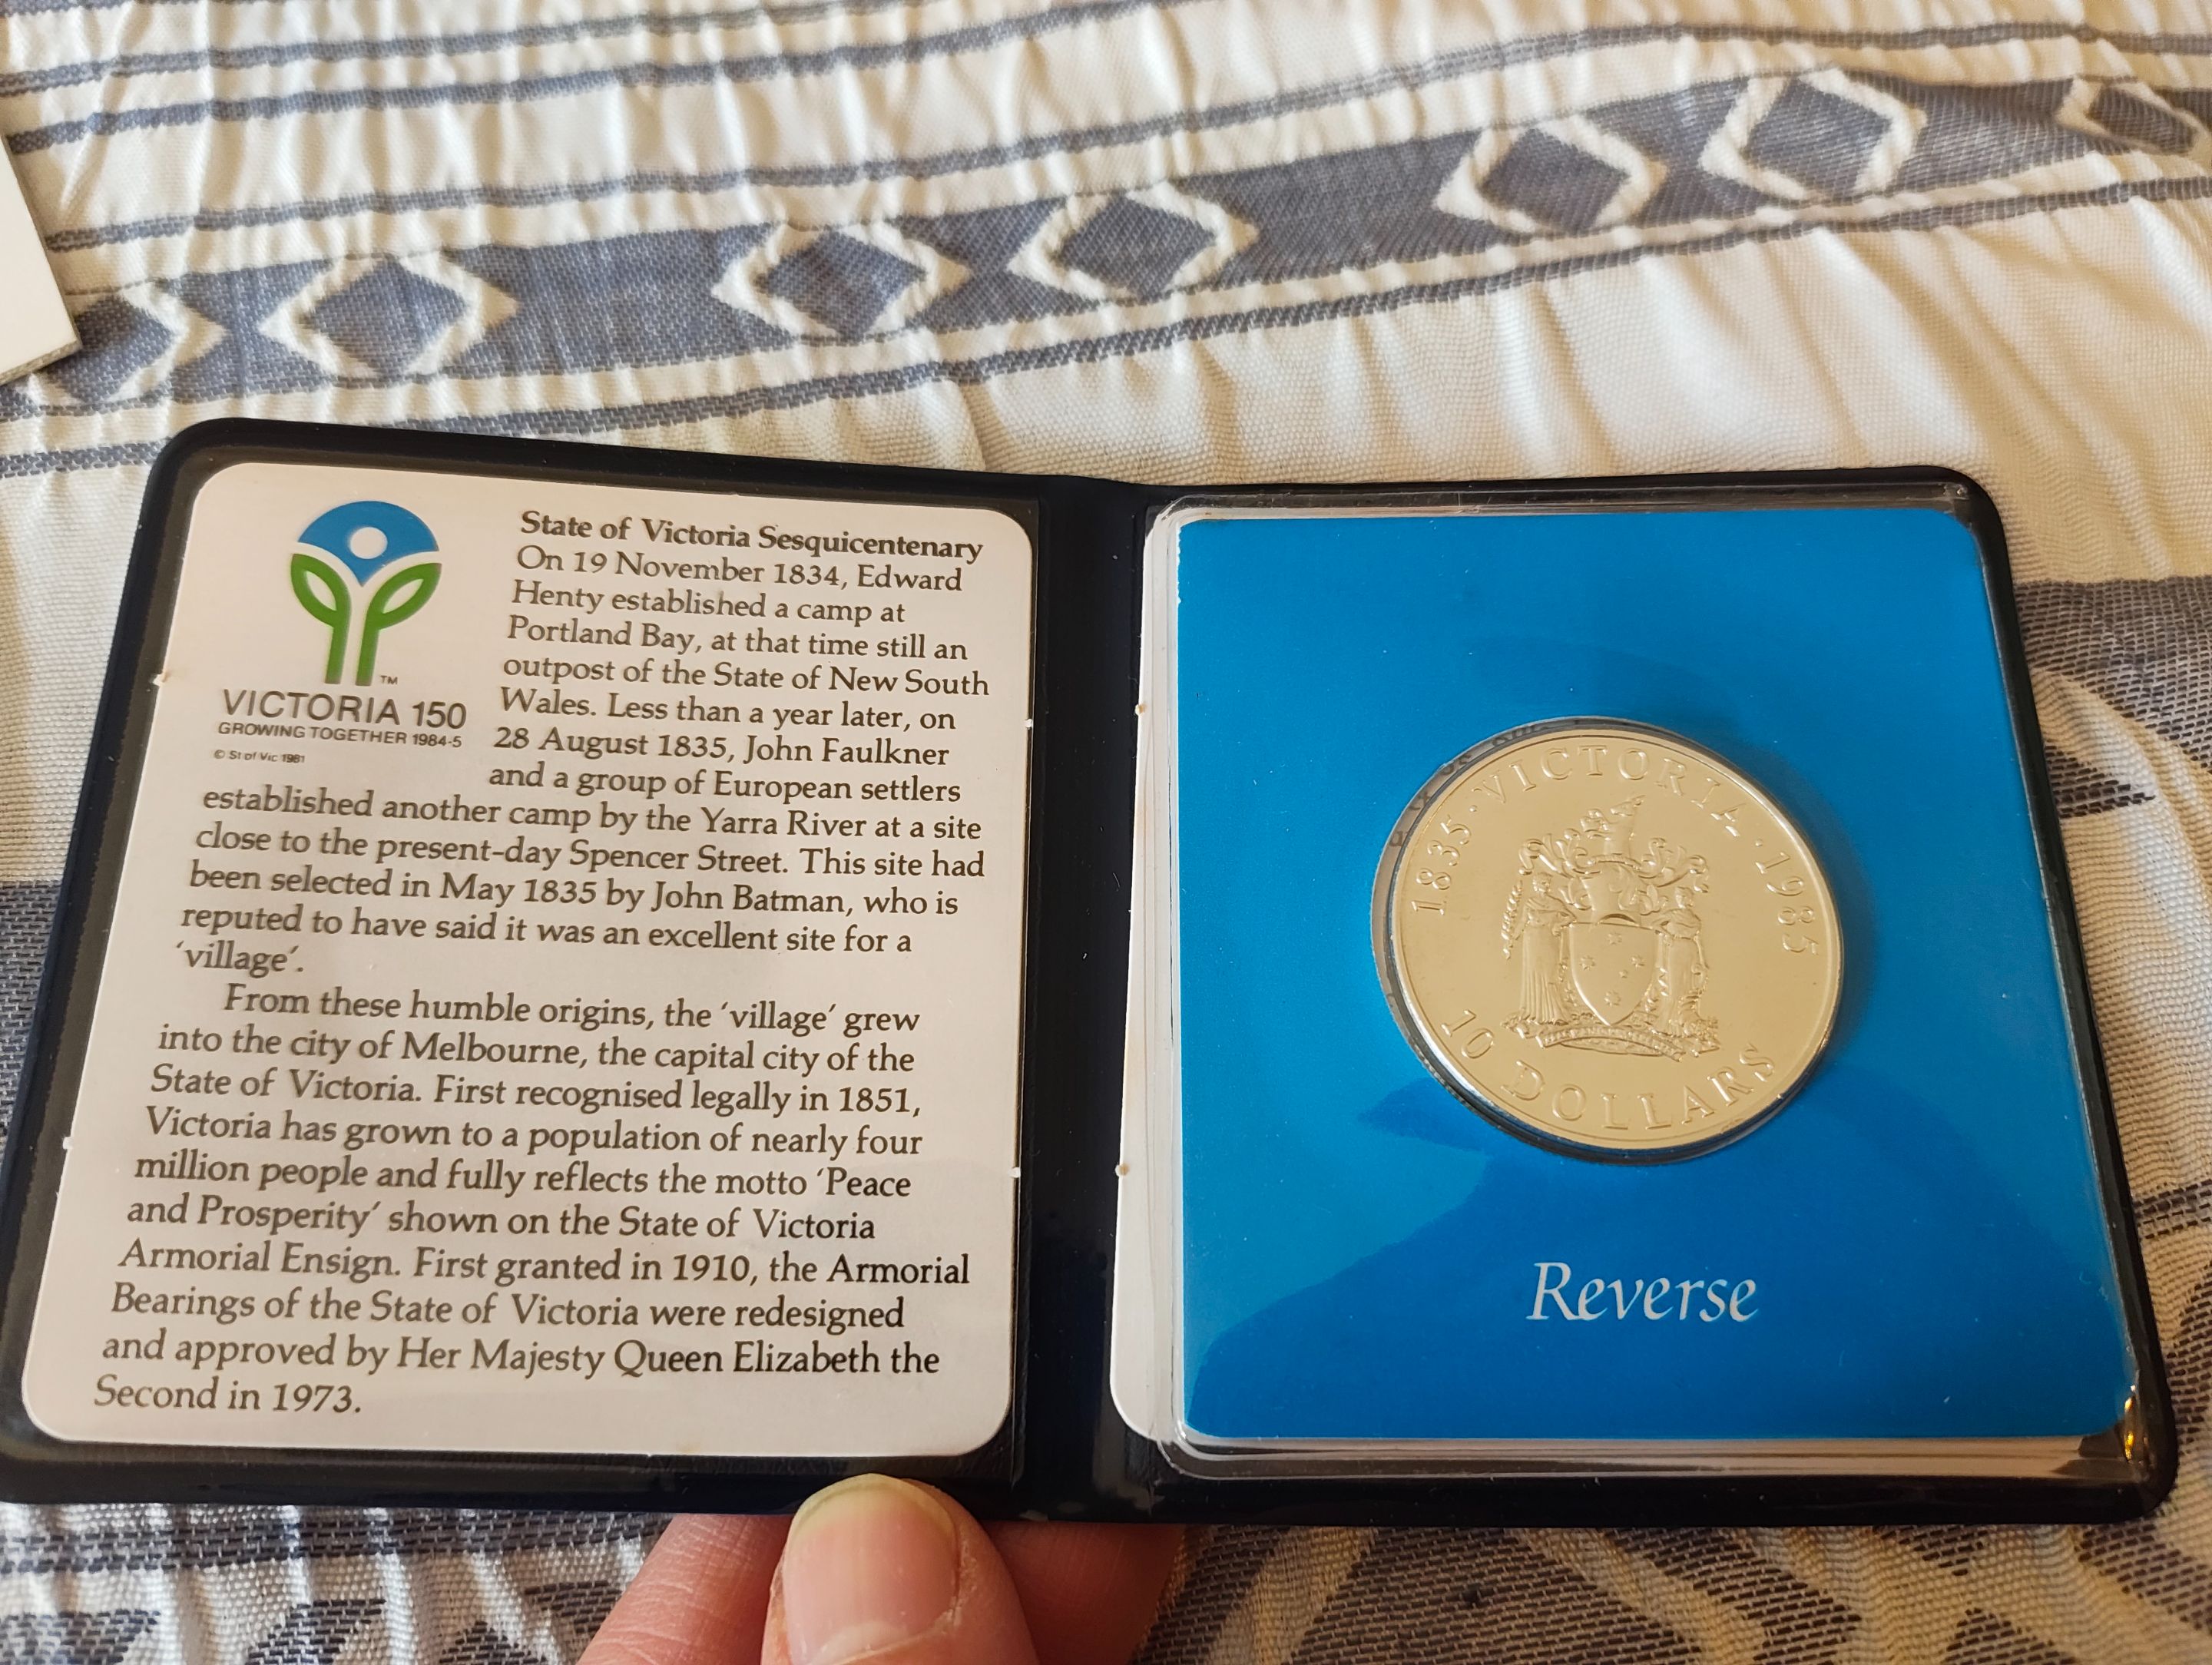 VICTORIA 150
GROWING TOGETHER 1984-5
© St of Vic 1981
TM
State of Victoria Sesquicentenary
On 19 November 1834, Edward
Henty established a camp at
Portland Bay, at that time still an
outpost of the State of New South
Wales. Less than a year later, on
28 August 1835, John Faulkner
and a group of European settlers
established another camp by the Yarra River at a site
close to the present-day Spencer Street. This site had
been selected in May 1835 by John Batman, who is
reputed to have said it was an excellent site for a
‘village’.
From these humble origins, the ‘village’ grew
into the city of Melbourne, the capital city of the
State of Victoria. First recognised legally in 1851,
Victoria has grown to a population of nearly four
million people and fully reflects the motto ‘Peace
and Prosperity’ shown on the State of Victoria
Armorial Ensign. First granted in 1910, the Armorial
Bearings of the State of Victoria were redesigned
and approved by Her Majesty Queen Elizabeth the
Second in 1973.
1835 · VICTORIA · 1985
10 DOLLARS
Reverse